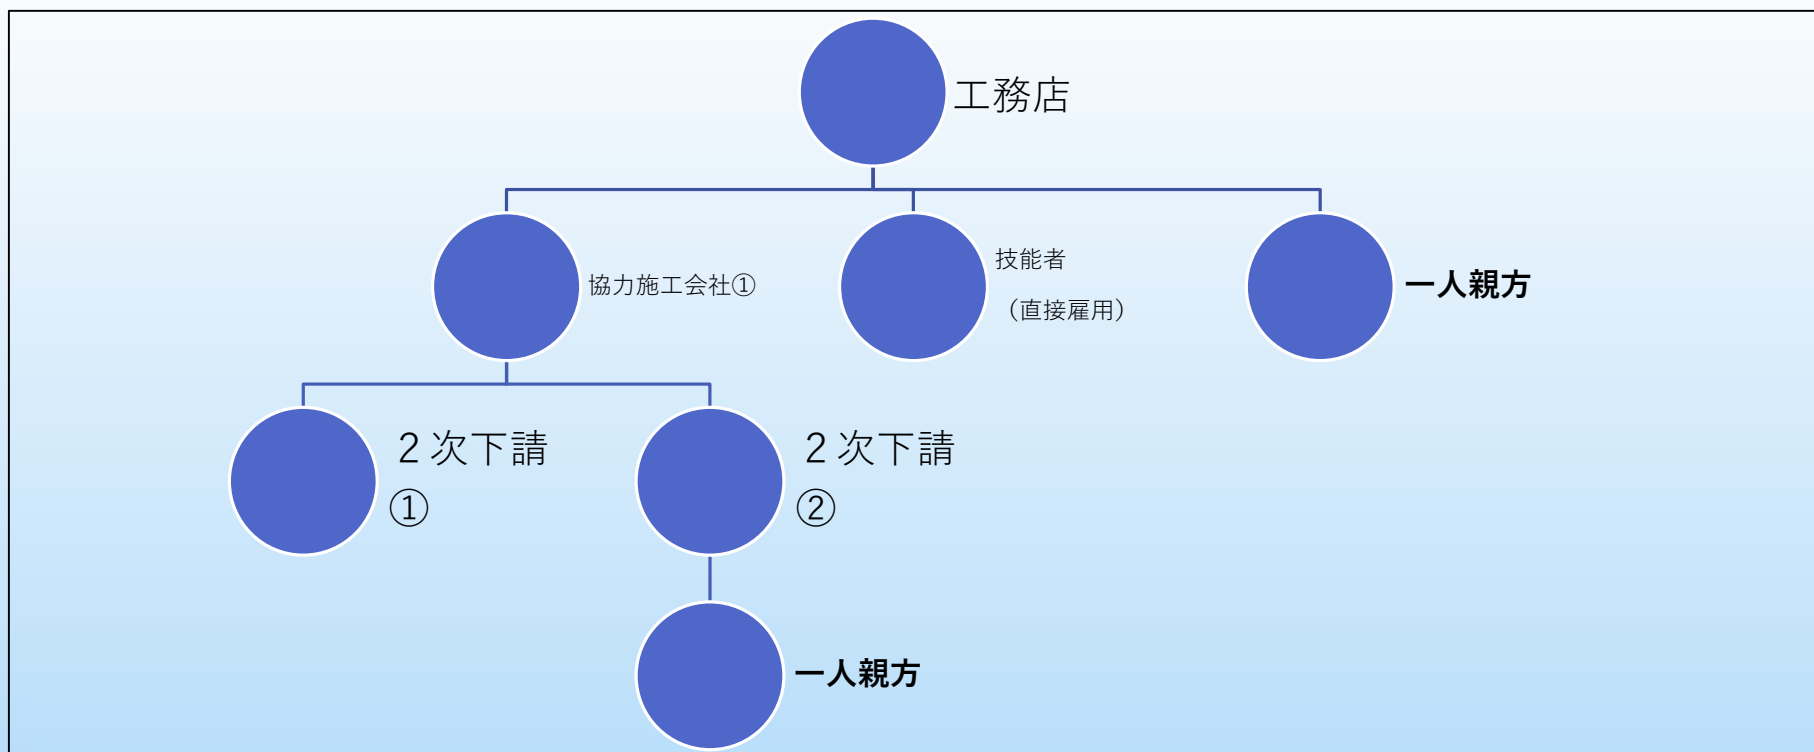 工務店
協力施工会社①
技能者
（直接雇用）
一人親方
２次下請
①
２次下請
②
一人親方